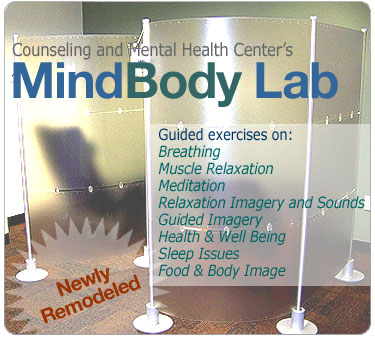 Counseling and Mental Health Center's
MindBody Lab
Guided exercises on:
Breathing
Muscle Relaxation
Meditation
Relaxation Imagery and Sounds
Guided Imagery
Health & Well Being
Sleep Issues
Food & Body Image
Newly
Remodeled